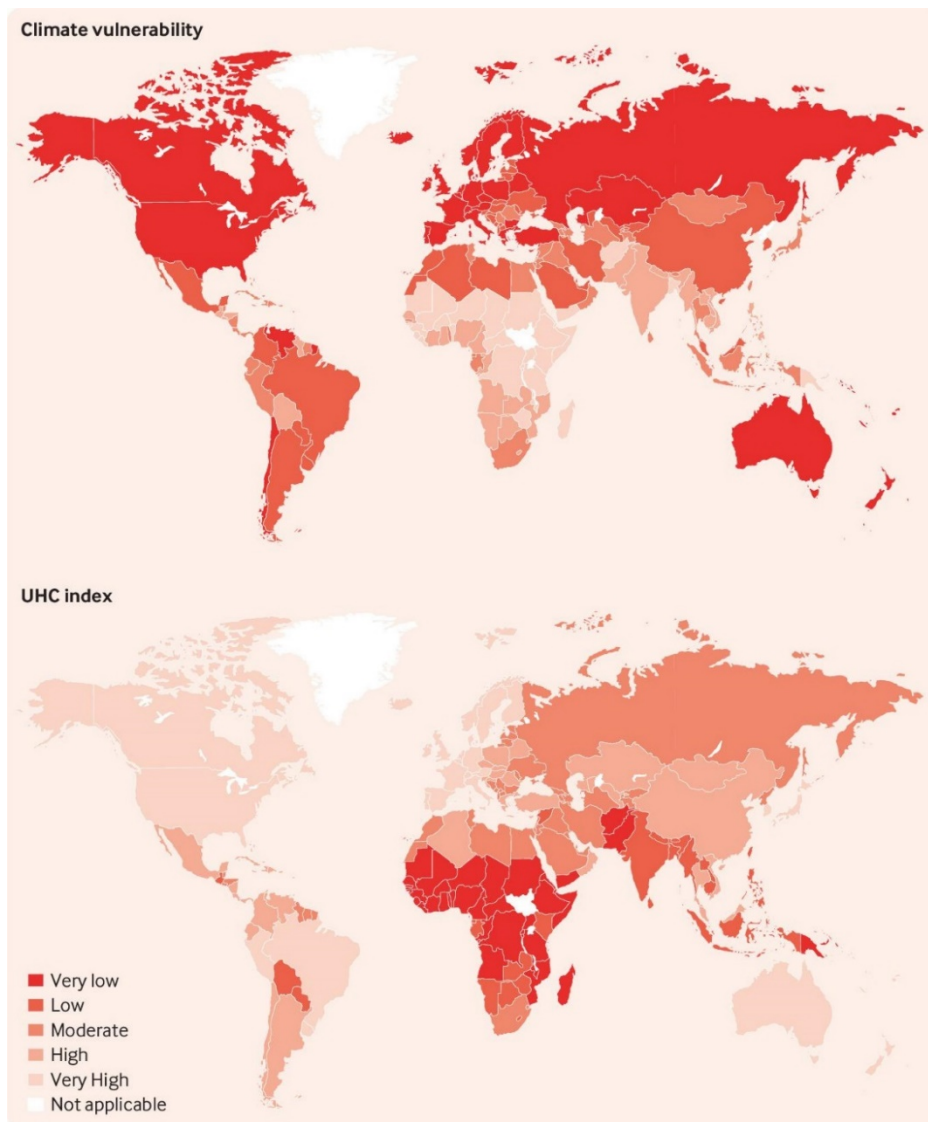 Climate vulnerability
UHC index
Very low
Low
Moderate
High
Very High
Not applicable